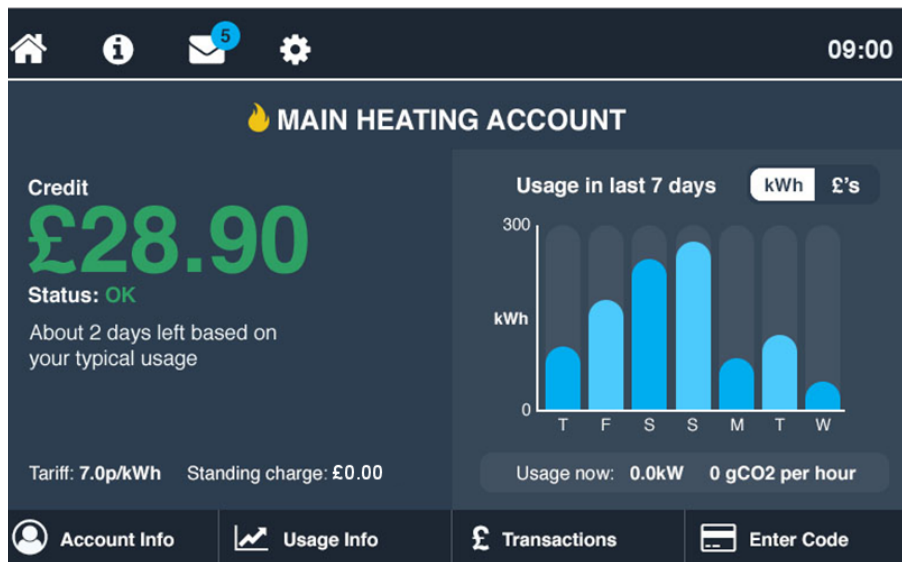 5
09:00
MAIN HEATING ACCOUNT
Credit
£28.90
Status: OK
About 2 days left based on
your typical usage
Tariff: 7.0p/kWh Standing charge: £0.00
Usage in last 7 days kWh £'s
300
kWh
0
T F S S M T W
Usage now: 0.0kW 0 gCO2 per hour
Account Info Usage Info £ Transactions Enter Code